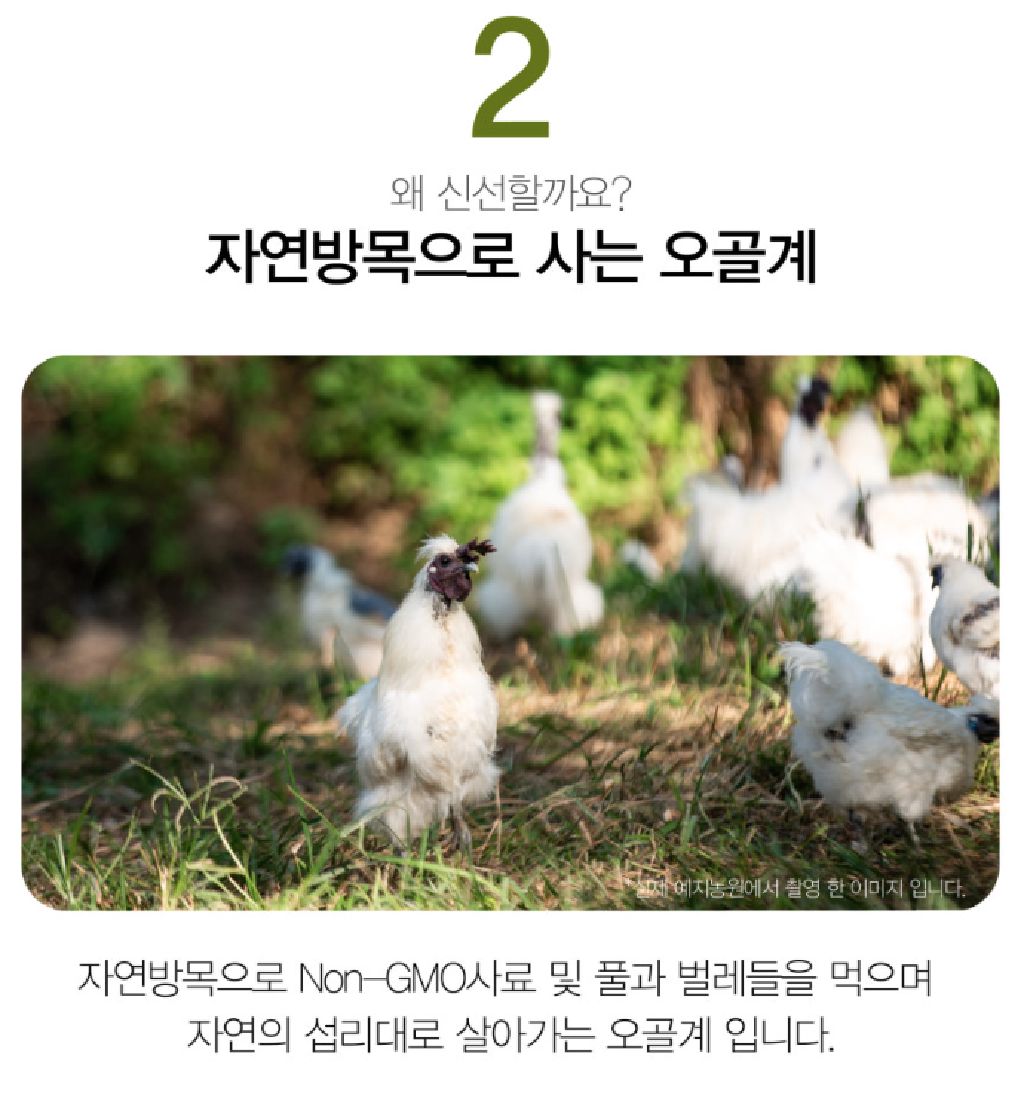 2
왜 신선할까요?
자연방목으로 사는 오골계
*실제 예지농원에서 촬영 한 이미지 입니다.
자연방목으로 Non-GMO사료 및 풀과 벌레들을 먹으며
자연의 섭리대로 살아가는 오골계 입니다.